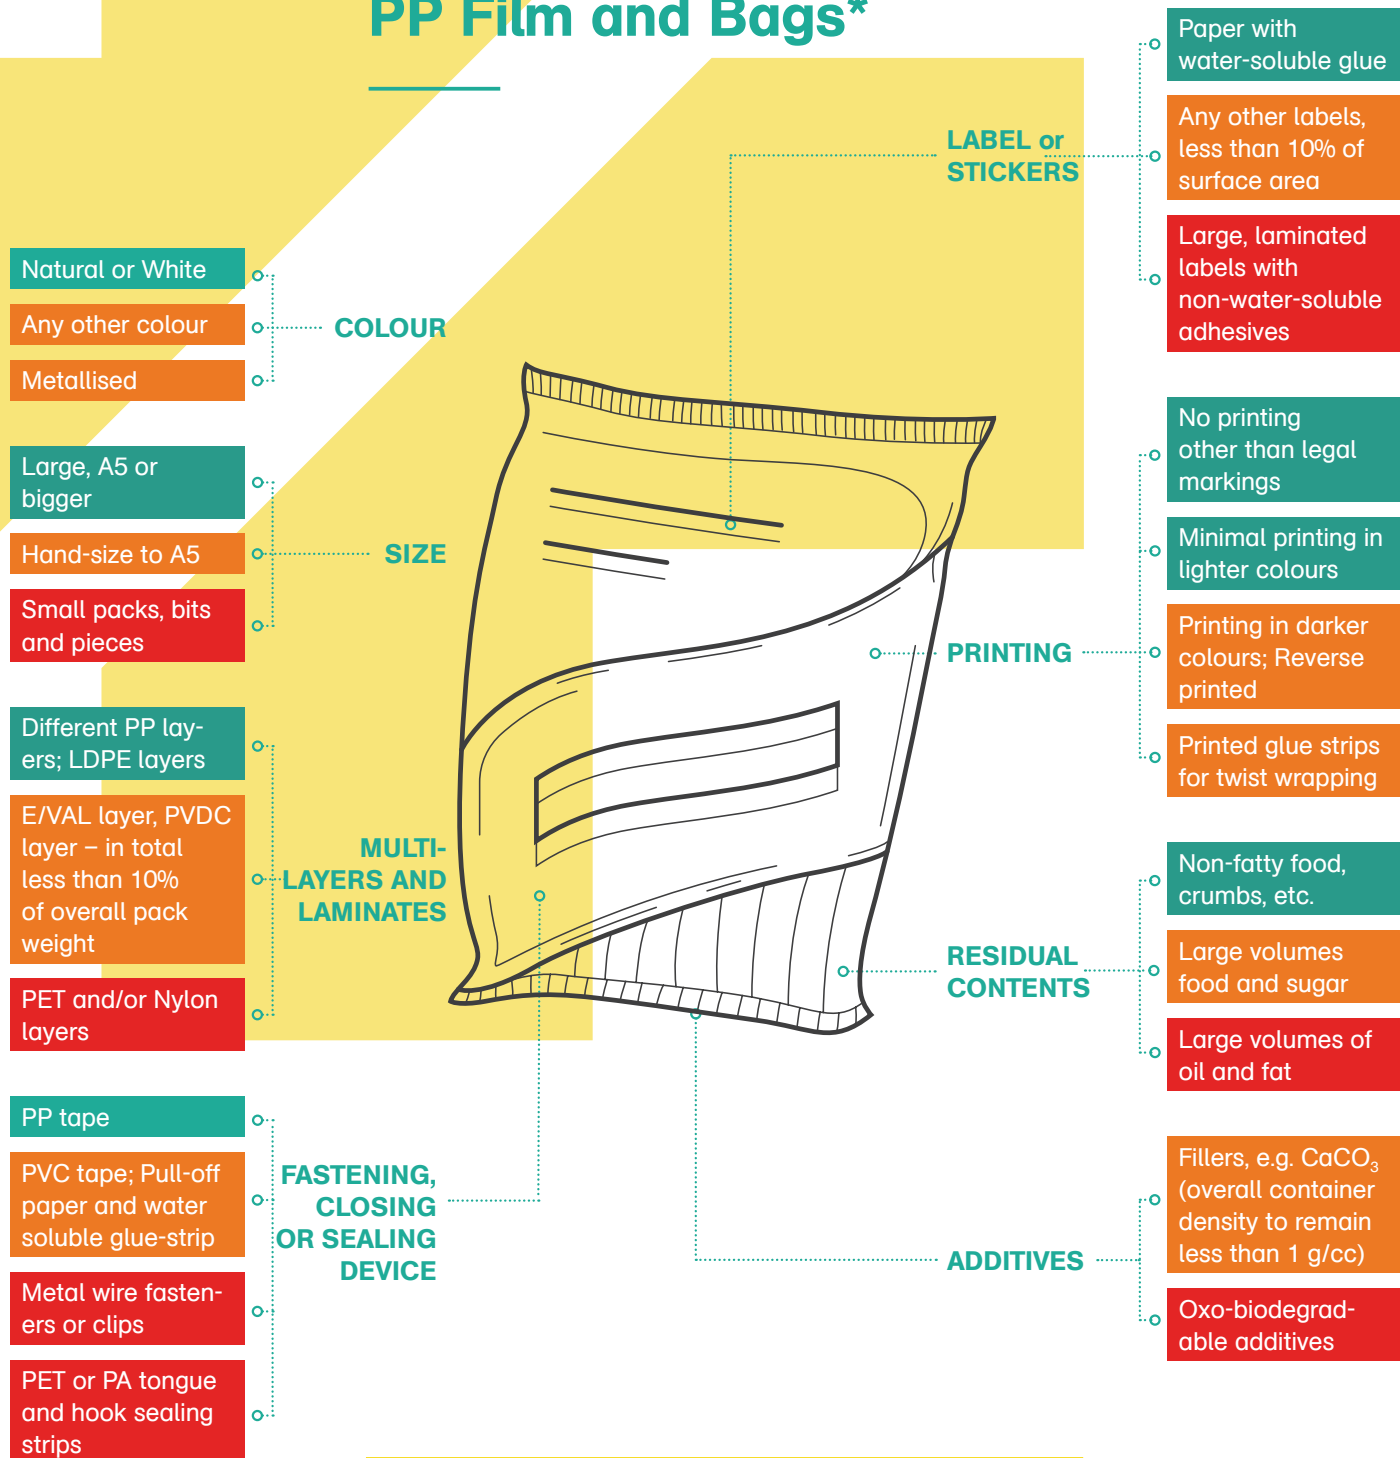 PP Film and Bags*
Natural or White
Any other colour
Metallised
COLOUR
Large, A5 or
bigger
Hand-size to A5
Small packs, bits
and pieces
SIZE
Different PP lay-
ers; LDPE layers
E/VAL layer, PVDC
layer – in total
less than 10%
of overall pack
weight
PET and/or Nylon
layers
MULTI-
LAYERS AND
LAMINATES
PP tape
PVC tape; Pull-off
paper and water
soluble glue-strip
Metal wire fasten-
ers or clips
PET or PA tongue
and hook sealing
strips
FASTENING,
CLOSING
OR SEALING
DEVICE
LABEL or
STICKERS
Paper with
water-soluble glue
Any other labels,
less than 10% of
surface area
Large, laminated
labels with
non-water-soluble
adhesives
PRINTING
No printing
other than legal
markings
Minimal printing in
lighter colours
Printing in darker
colours; Reverse
printed
Printed glue strips
for twist wrapping
RESIDUAL
CONTENTS
Non-fatty food,
crumbs, etc.
Large volumes
food and sugar
Large volumes of
oil and fat
ADDITIVES
Fillers, e.g. CaCO₃
(overall container
density to remain
less than 1 g/cc)
Oxo-biodegrad-
able additives